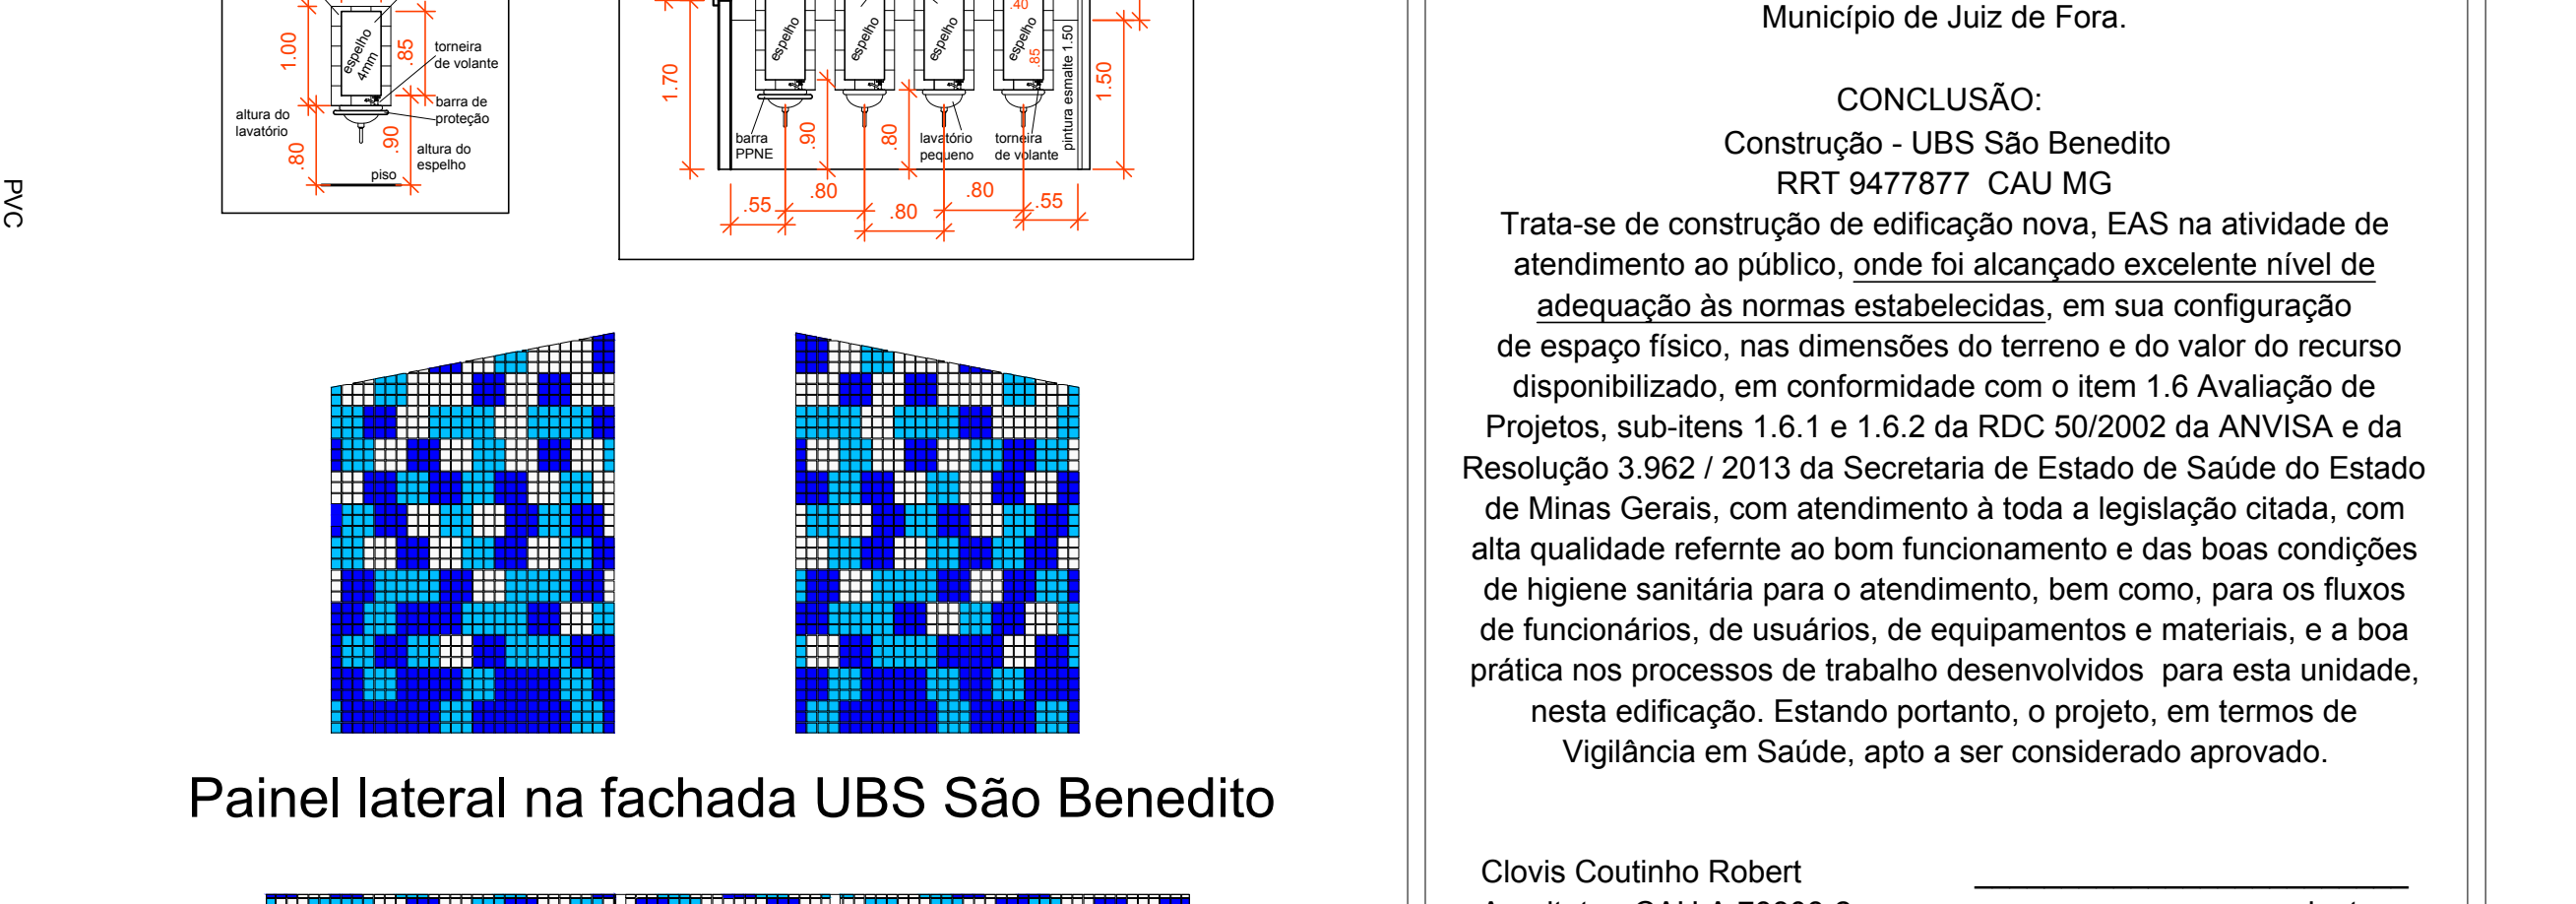 PVC
1.00
espelho
4mm
.85
torneira
de volante
barra de
proteção
altura do
lavatório
.80
.90
altura do
espelho
piso
1.70
espelho
espelho
espelho
espelho
.40
.85
pintura esmalte 1.50
1.50
barra
PPNE
.90
.80
lavatório
pequeno
torneira
de volante
.55
.80
.80
.80
.55
Painel lateral na fachada UBS São Benedito
Município de Juiz de Fora.
CONCLUSÃO:
Construção - UBS São Benedito
RRT 9477877 CAU MG
Trata-se de construção de edificação nova, EAS na atividade de
atendimento ao público, onde foi alcançado excelente nível de
adequação às normas estabelecidas, em sua configuração
de espaço físico, nas dimensões do terreno e do valor do recurso
disponibilizado, em conformidade com o item 1.6 Avaliação de
Projetos, sub-itens 1.6.1 e 1.6.2 da RDC 50/2002 da ANVISA e da
Resolução 3.962 / 2013 da Secretaria de Estado de Saúde do Estado
de Minas Gerais, com atendimento à toda a legislação citada, com
alta qualidade refernte ao bom funcionamento e das boas condições
de higiene sanitária para o atendimento, bem como, para os fluxos
de funcionários, de usuários, de equipamentos e materiais, e a boa
prática nos processos de trabalho desenvolvidos para esta unidade,
nesta edificação. Estando portanto, o projeto, em termos de
Vigilância em Saúde, apto a ser considerado aprovado.
Clovis Coutinho Robert